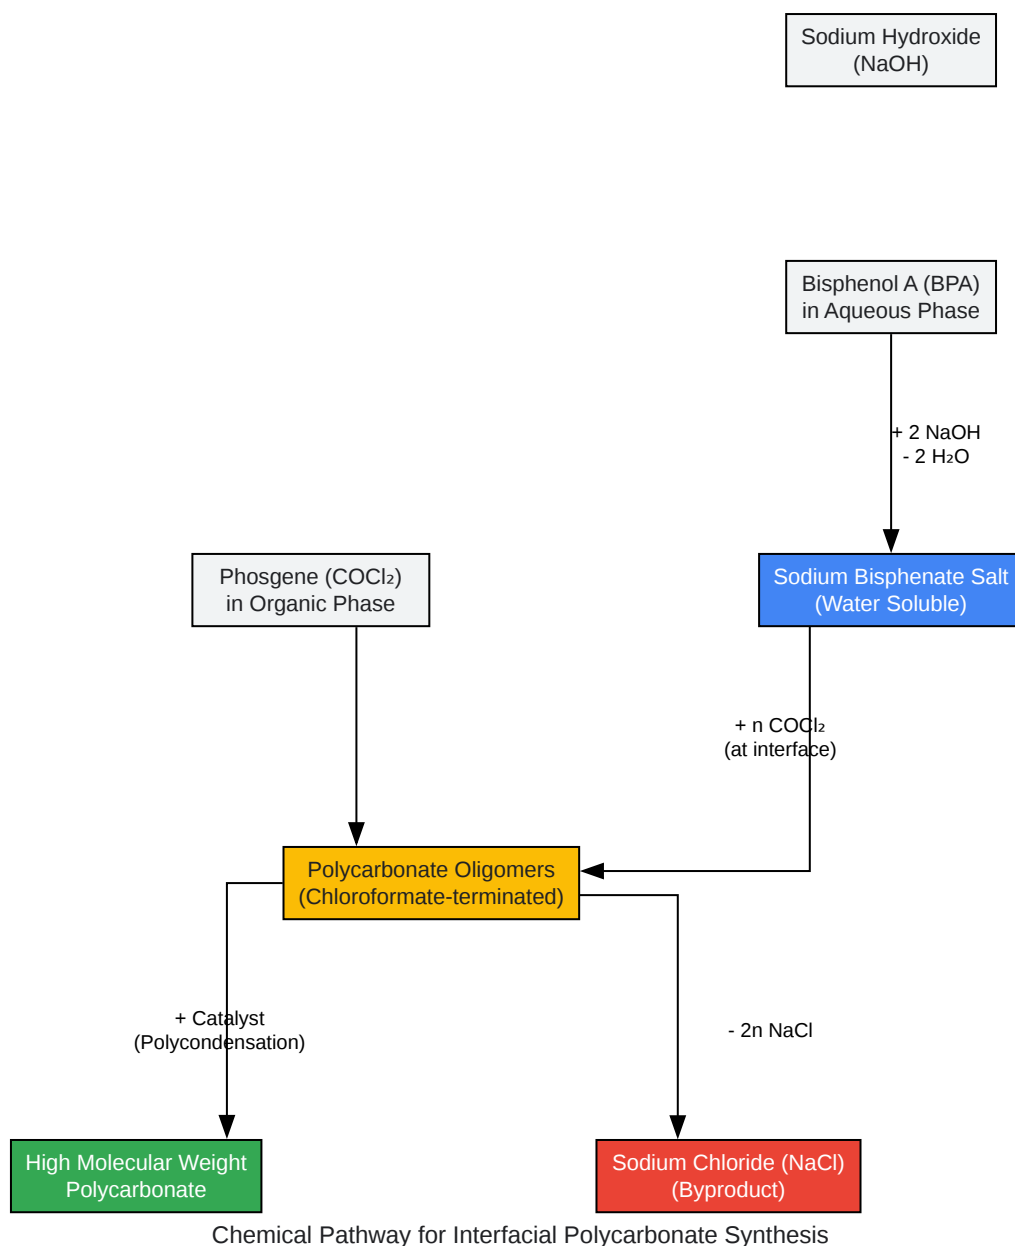 Sodium Hydroxide
(NaOH)
Bisphenol A (BPA)
in Aqueous Phase
+ 2 NaOH
- 2 H₂O
Phosgene (COCl₂)
in Organic Phase
Sodium Bisphenate Salt
(Water Soluble)
+ n COCl₂
(at interface)
Polycarbonate Oligomers
(Chloroformate-terminated)
+ Catalyst
(Polycondensation)
- 2n NaCl
High Molecular Weight
Polycarbonate
Sodium Chloride (NaCl)
(Byproduct)
Chemical Pathway for Interfacial Polycarbonate Synthesis